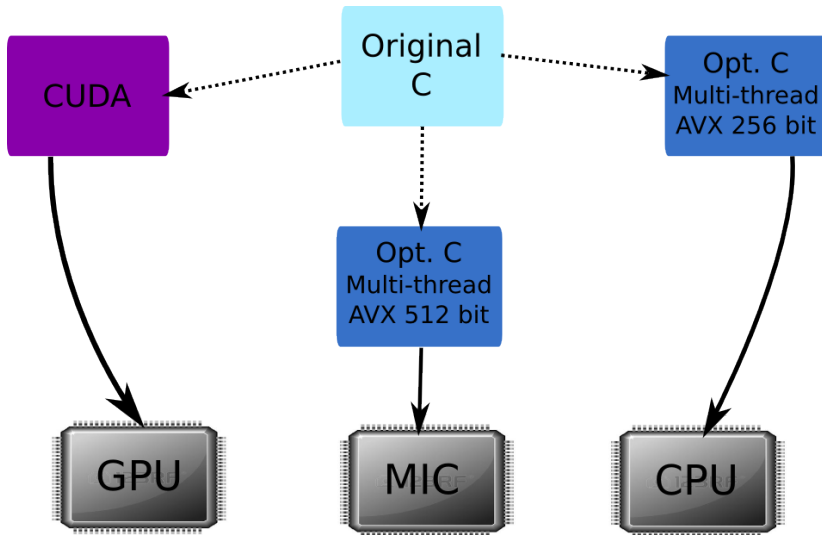 Original
C
CUDA
Opt. C
Multi-thread
AVX 256 bit
Opt. C
Multi-thread
AVX 512 bit
GPU
MIC
CPU